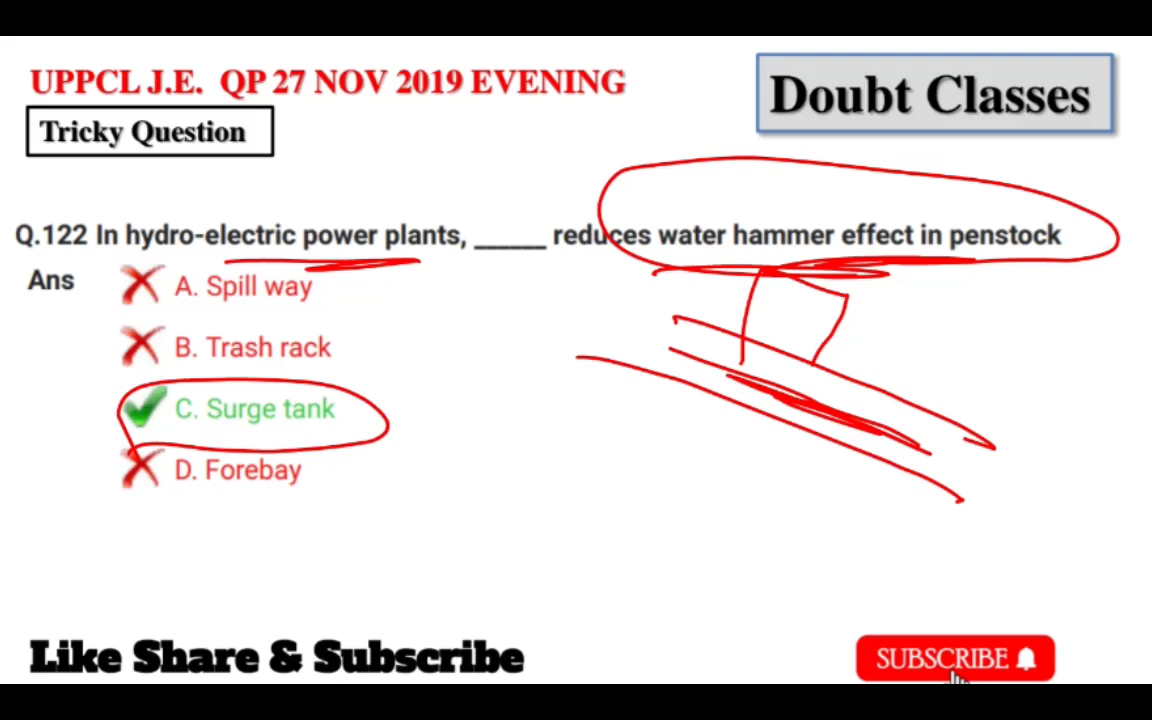 UPPCL J.E. QP 27 NOV 2019 EVENING
Doubt Classes
Tricky Question
Q.122 In hydro-electric power plants, ______ reduces water hammer effect in penstock
Ans
A. Spill way
B. Trash rack
C. Surge tank
D. Forebay
Like Share & Subscribe
SUBSCRIBE